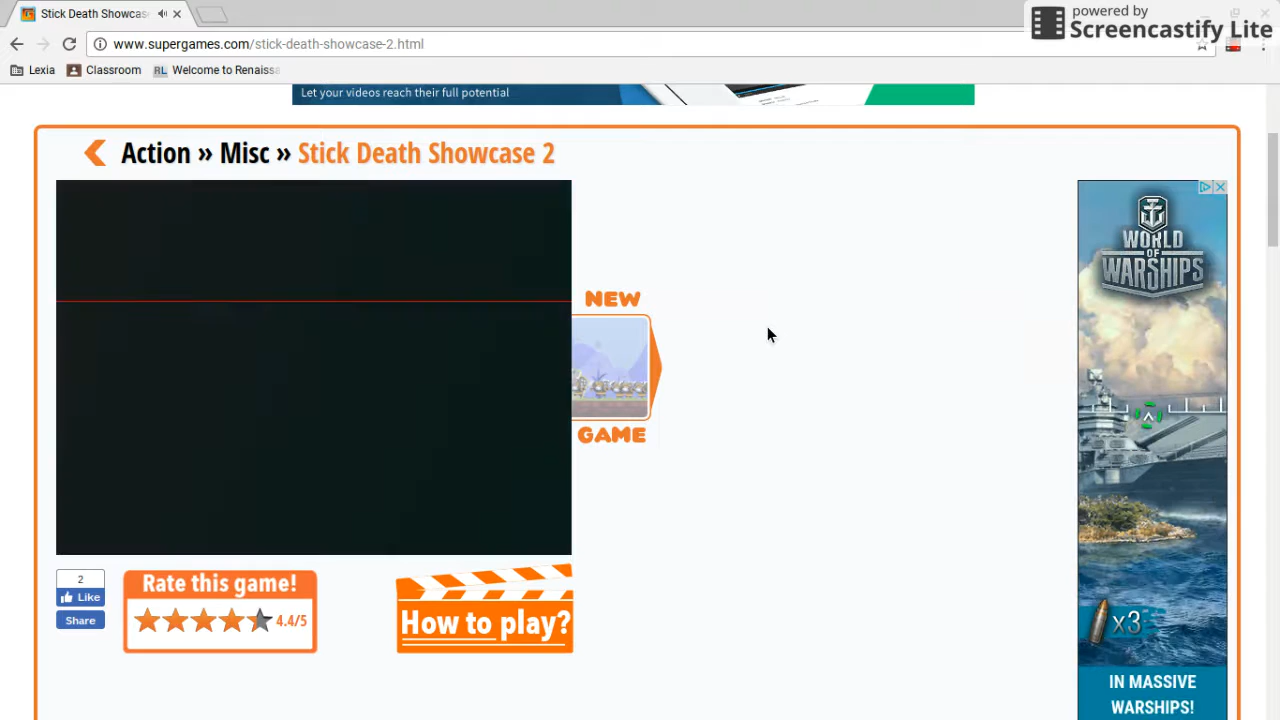 Stick Death Showcas
powered by
Screencastify Lite
www.supergames.com/stick-death-showcase-2.html
Lexia
Classroom
RL Welcome to Renaissa
Let your videos reach their full potential
Action » Misc » Stick Death Showcase 2
NEW
GAME
WORLD
OF
WARSHIPS
x3
2
Like
Share
Rate this game!
4.4/5
How to play?
IN MASSIVE
WARSHIPS!